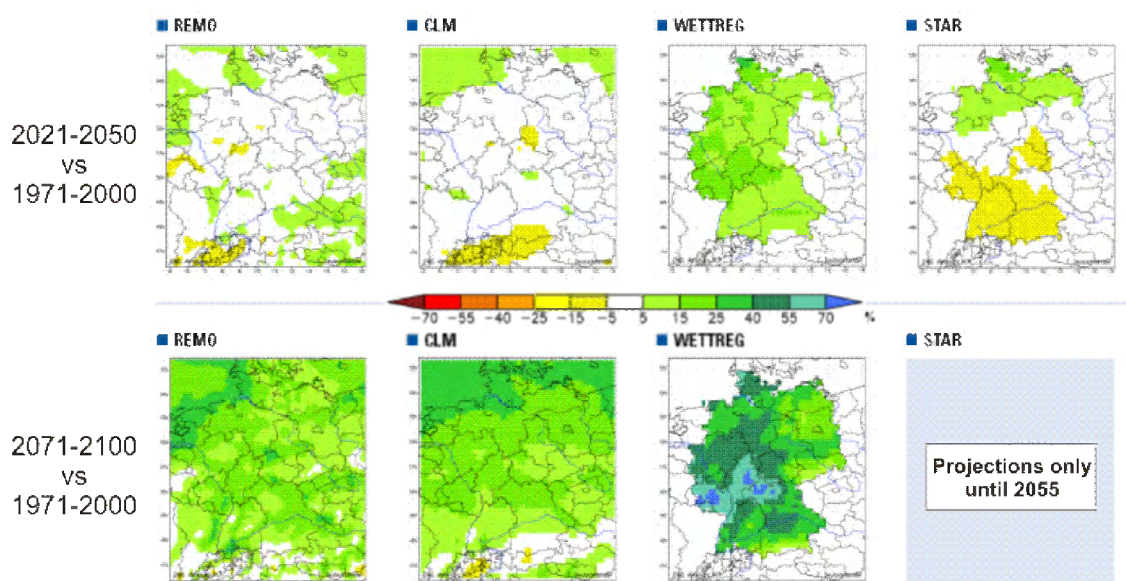 REMO CLM WETTREG STAR
2021-2050
vs
1971-2000
-70 -55 -40 -25 -15 -5 5 15 25 40 55 70 %
REMO CLM WETTREG STAR
2071-2100
vs
1971-2000
Projections only
until 2055